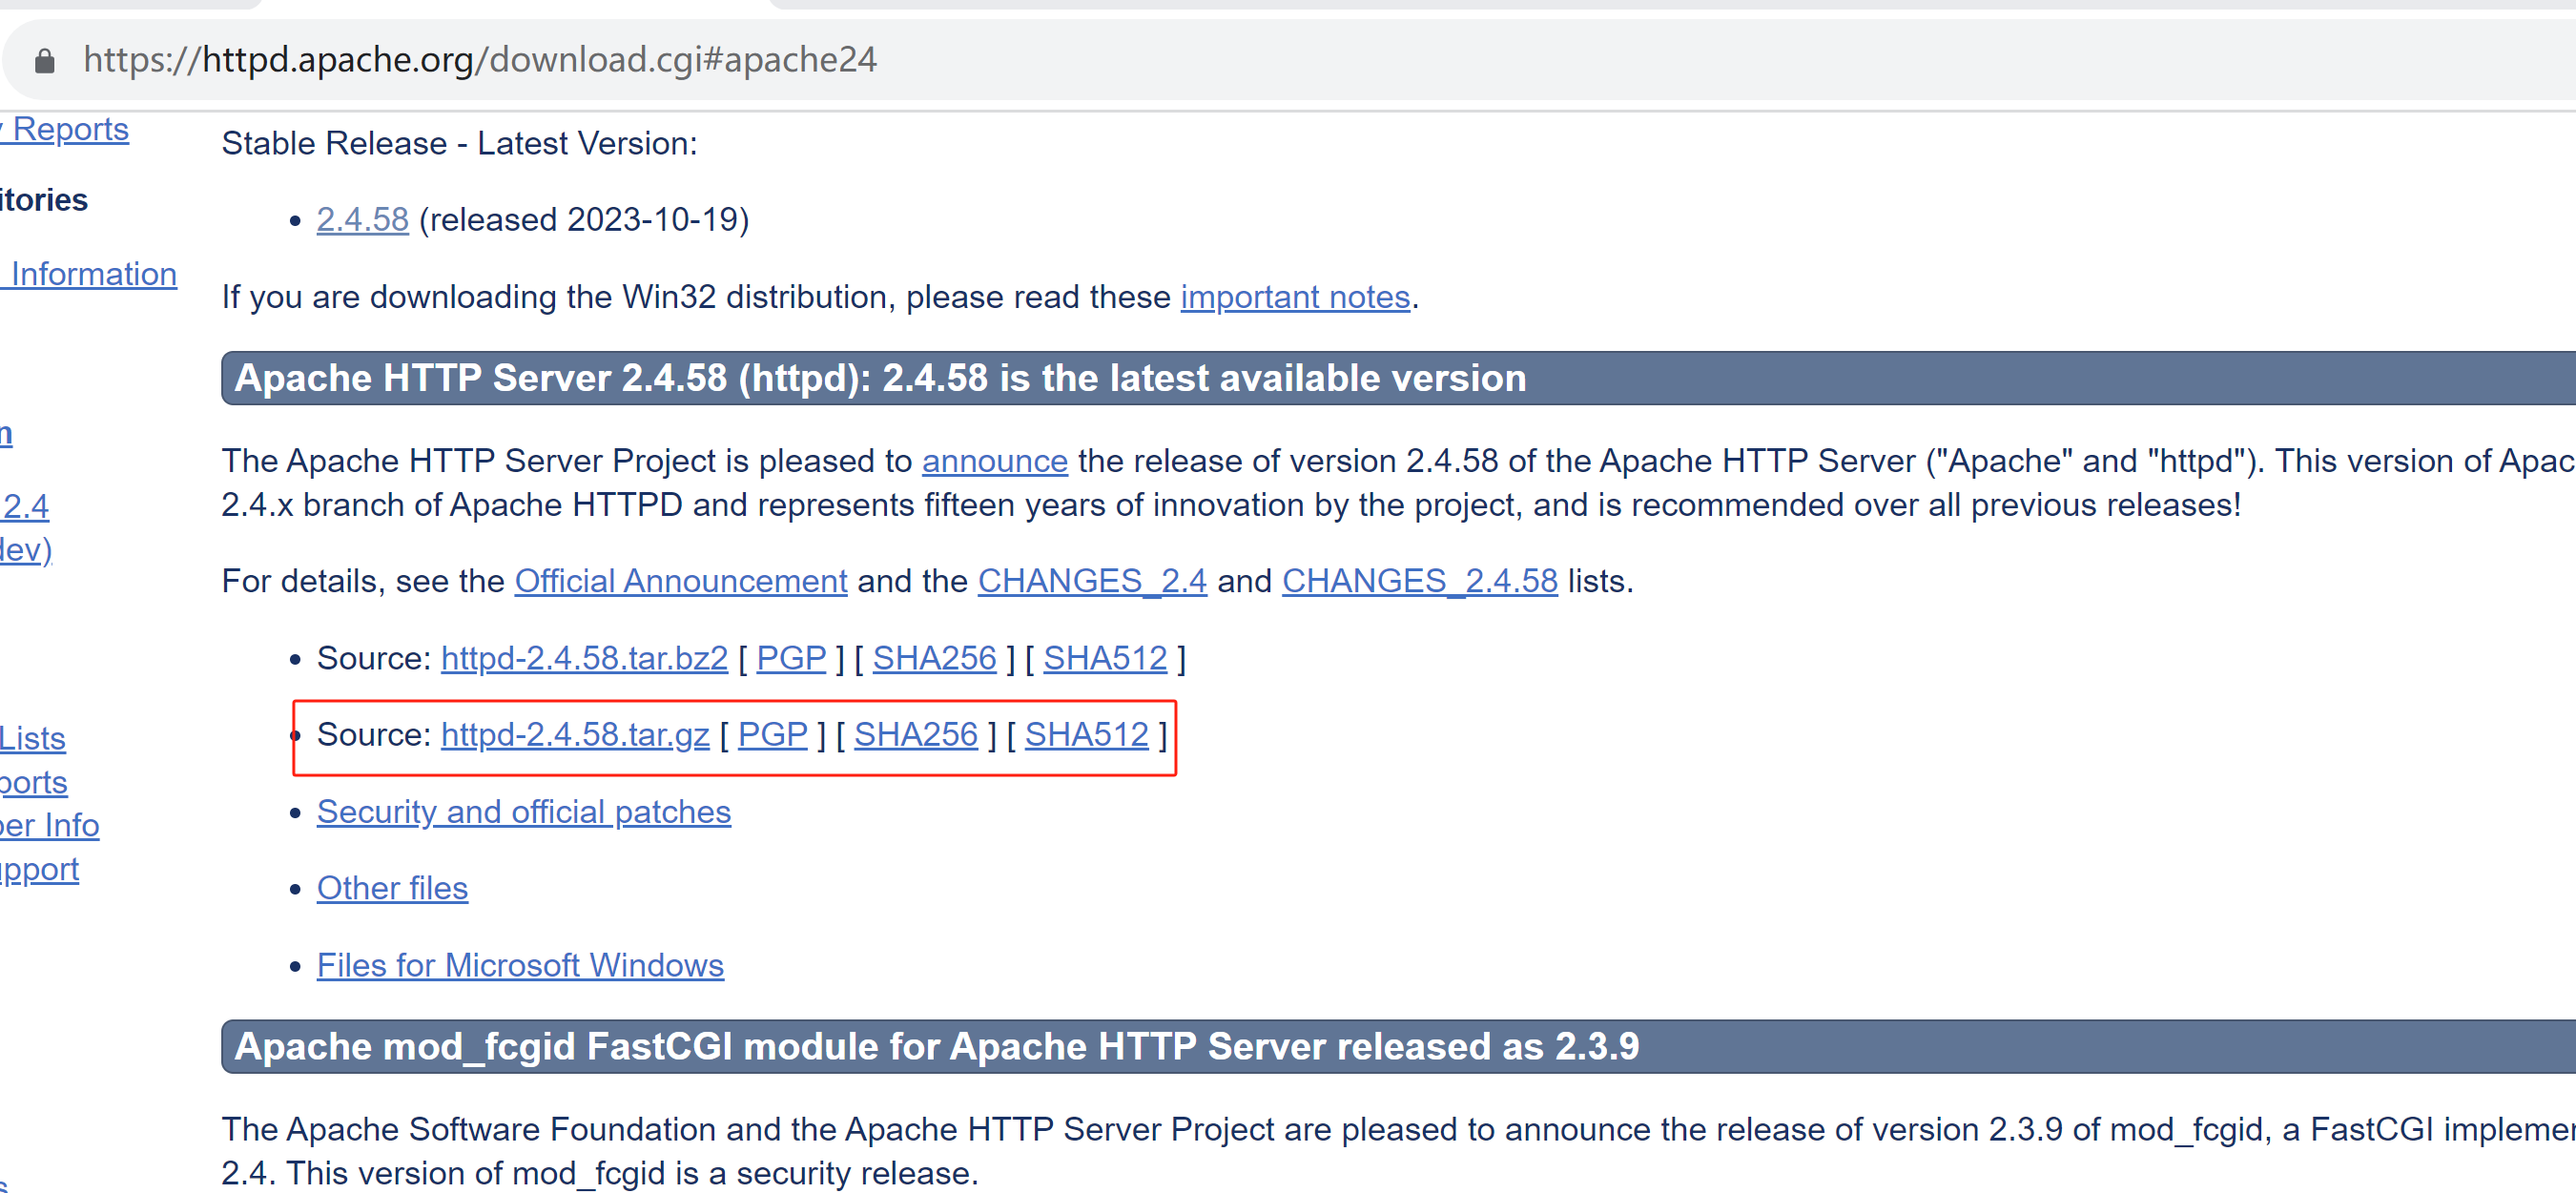 https://httpd.apache.org/download.cgi#apache24
Reports
Stable Release - Latest Version:
itories
• 2.4.58 (released 2023-10-19)
Information
If you are downloading the Win32 distribution, please read these important notes.
Apache HTTP Server 2.4.58 (httpd): 2.4.58 is the latest available version
n
The Apache HTTP Server Project is pleased to announce the release of version 2.4.58 of the Apache HTTP Server ("Apache" and "httpd"). This version of Apac
2.4.x branch of Apache HTTPD and represents fifteen years of innovation by the project, and is recommended over all previous releases!
2.4
dev)
For details, see the Official Announcement and the CHANGES_2.4 and CHANGES_2.4.58 lists.
• Source: httpd-2.4.58.tar.bz2 [ PGP ] [ SHA256 ] [ SHA512 ]
• Source: httpd-2.4.58.tar.gz [ PGP ] [ SHA256 ] [ SHA512 ]
Lists
ports
per Info
upport
• Security and official patches
• Other files
• Files for Microsoft Windows
Apache mod_fcgid FastCGI module for Apache HTTP Server released as 2.3.9
The Apache Software Foundation and the Apache HTTP Server Project are pleased to announce the release of version 2.3.9 of mod_fcgid, a FastCGI implemen
2.4. This version of mod_fcgid is a security release.
s